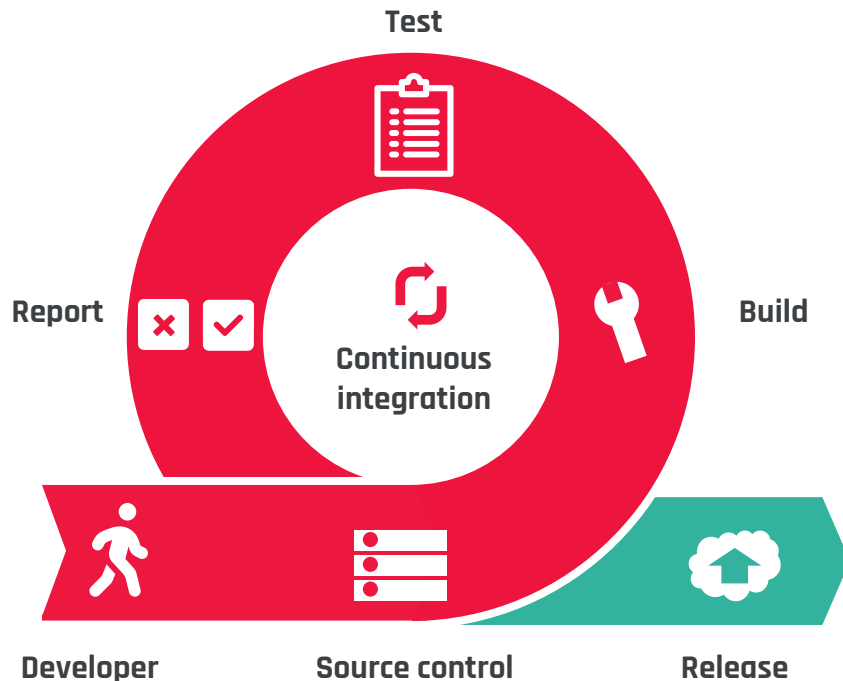 Test
Report
Build
Continuous
integration
Developer
Source control
Release